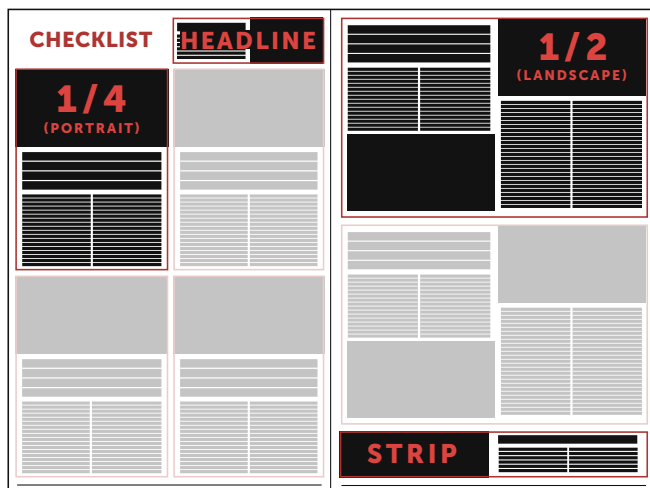 CHECKLIST
HEADLINE
1/4
(PORTRAIT)
1/2
(LANDSCAPE)
STRIP